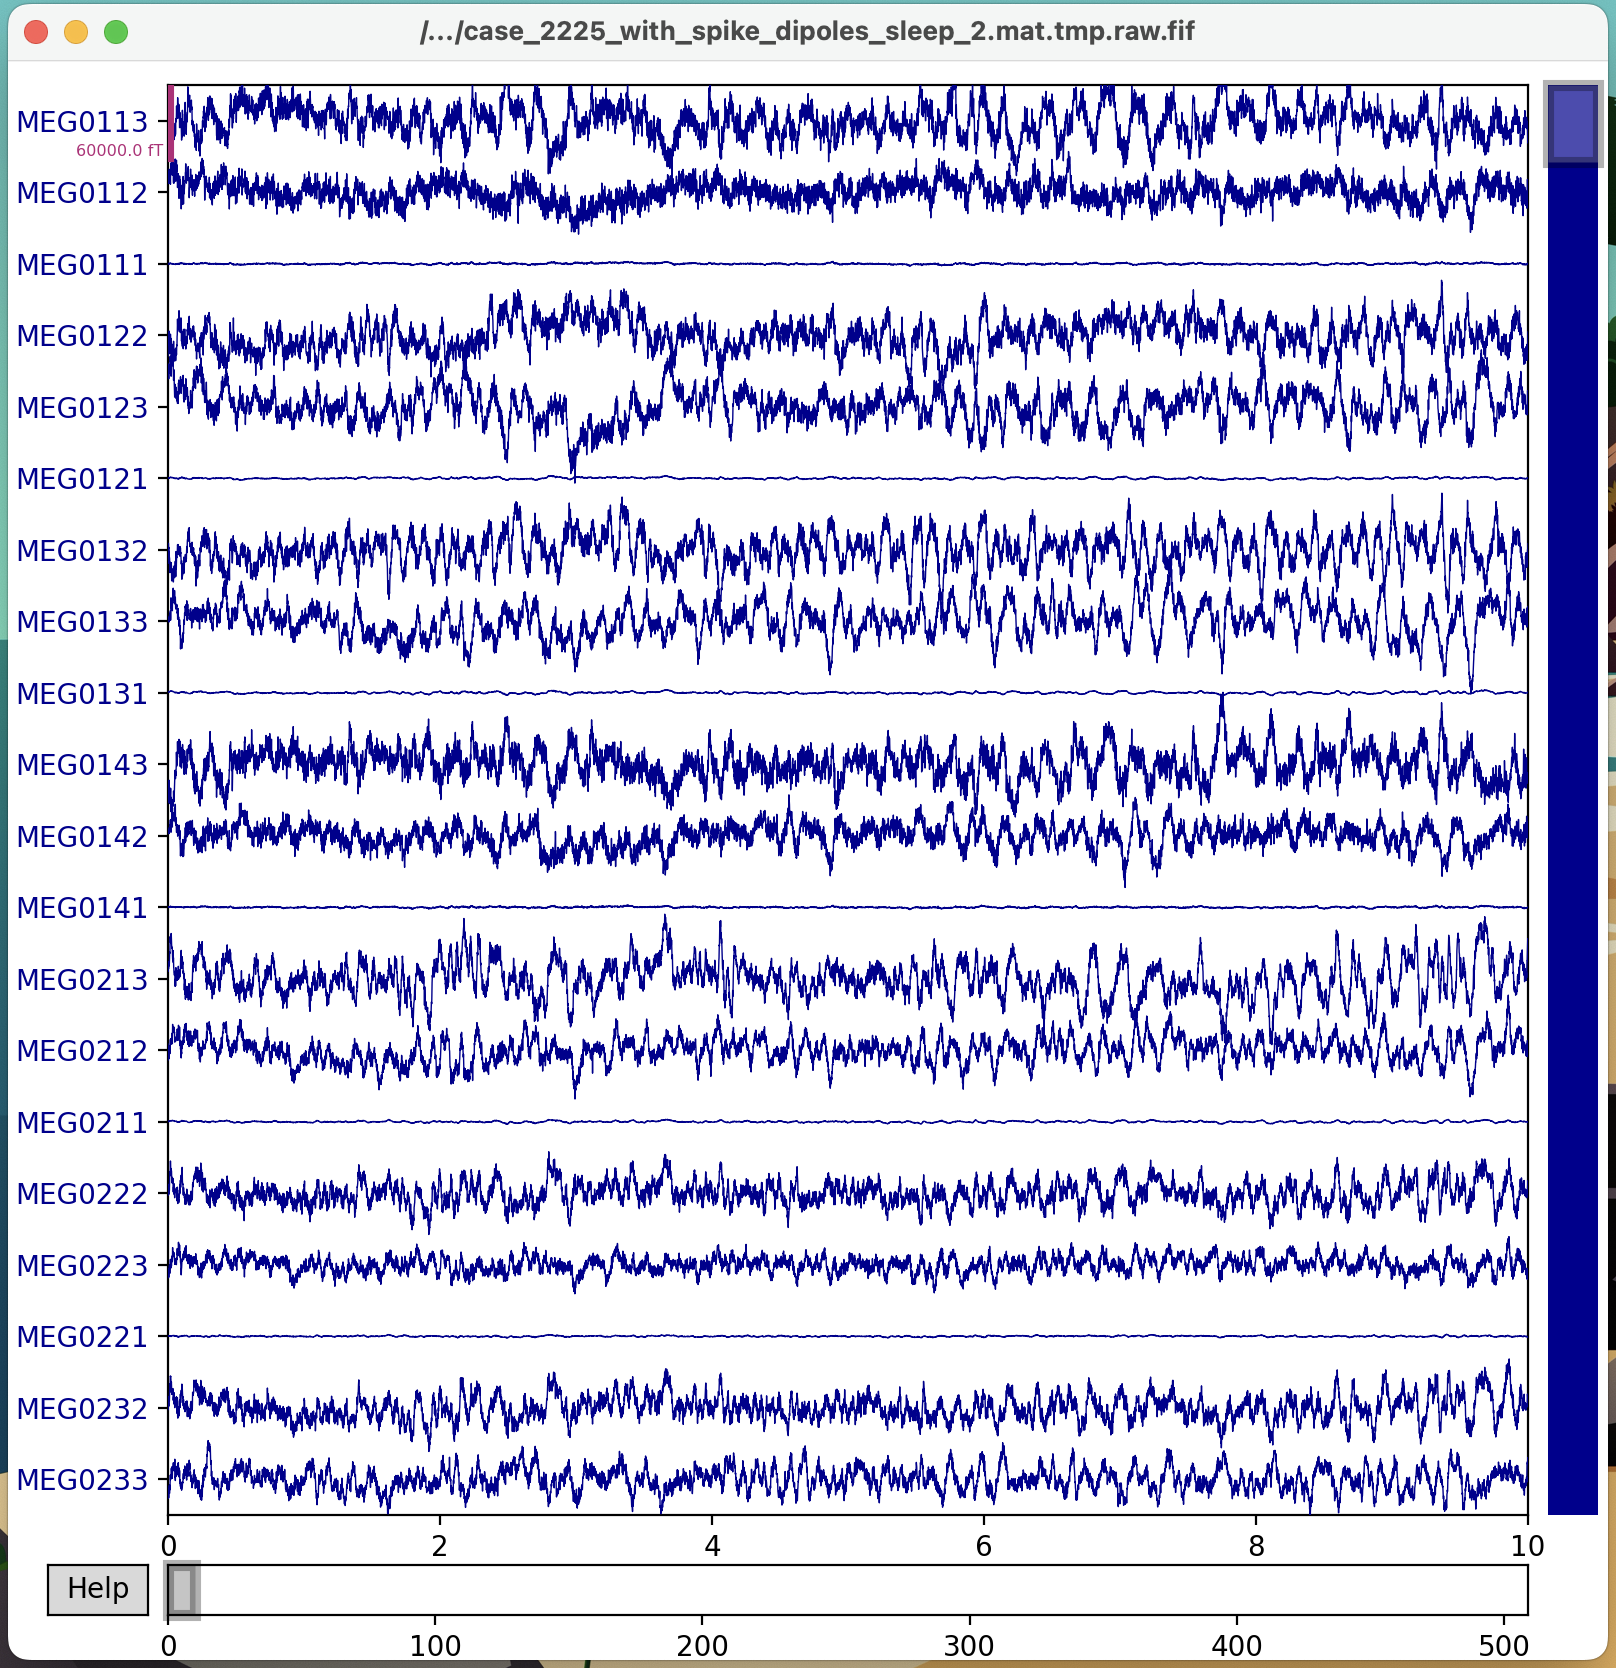 /.../case_2225_with_spike_dipoles_sleep_2.mat.tmp.raw.fif
MEG0113
60000.0 fT
MEG0112
MEG0111
MEG0122
MEG0123
MEG0121
MEG0132
MEG0133
MEG0131
MEG0143
MEG0142
MEG0141
MEG0213
MEG0212
MEG0211
MEG0222
MEG0223
MEG0221
MEG0232
MEG0233
0 2 4 6 8 10
Help
0 100 200 300 400 500